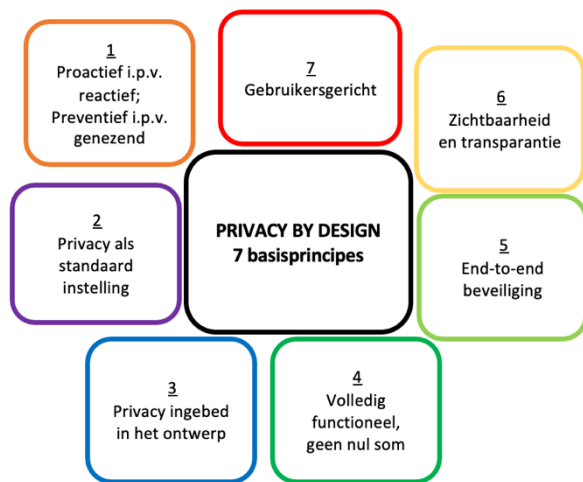 1
Proactief i.p.v.
reactief;
Preventief i.p.v.
genezend
7
Gebruikersgericht
6
Zichtbaarheid
en transparantie
2
Privacy als
standaard
instelling
PRIVACY BY DESIGN
7 basisprincipes
5
End-to-end
beveiliging
3
Privacy ingebed
in het ontwerp
4
Volledig
functioneel,
geen nul som